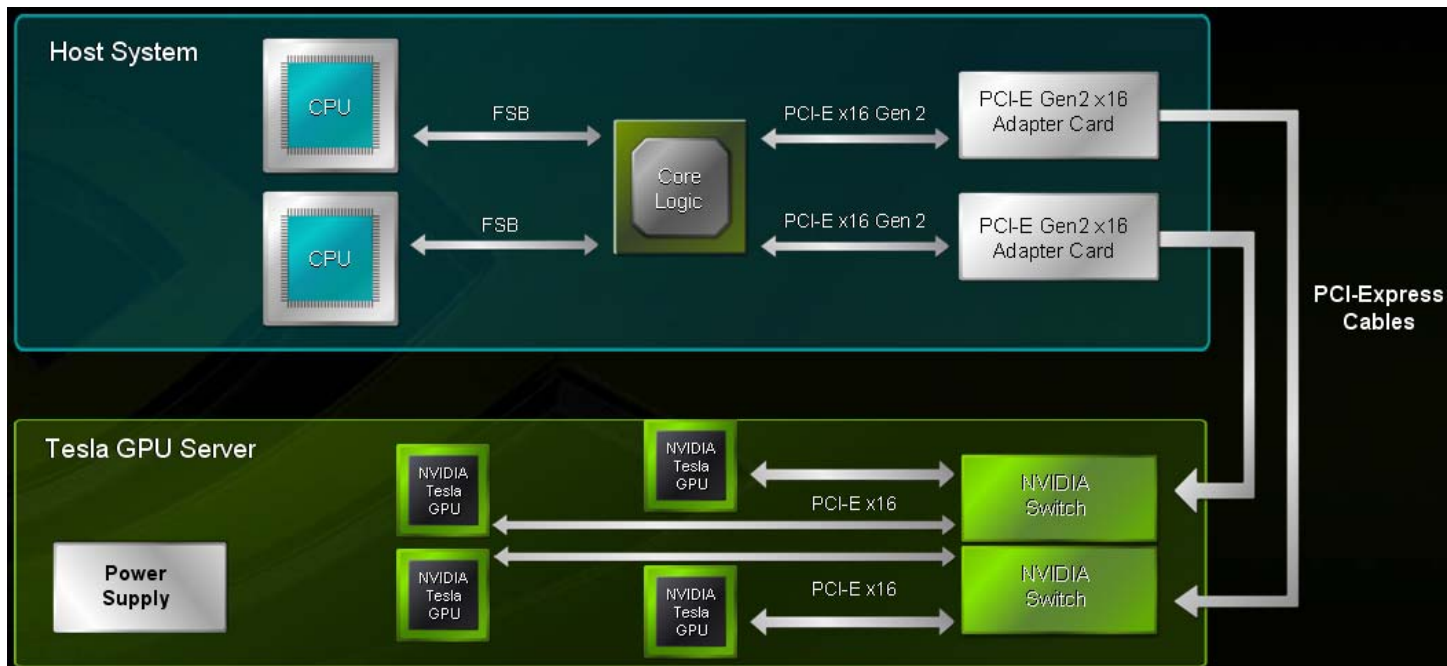 Host System
CPU
FSB
Core
Logic
PCI-E x16 Gen 2
PCI-E Gen2 x16
Adapter Card
CPU
FSB
PCI-E x16 Gen 2
PCI-E Gen2 x16
Adapter Card
PCI-Express
Cables
Tesla GPU Server
NVIDIA
Tesla
GPU
NVIDIA
Tesla
GPU
PCI-E x16
NVIDIA
Switch
Power
Supply
NVIDIA
Tesla
GPU
NVIDIA
Tesla
GPU
PCI-E x16
NVIDIA
Switch